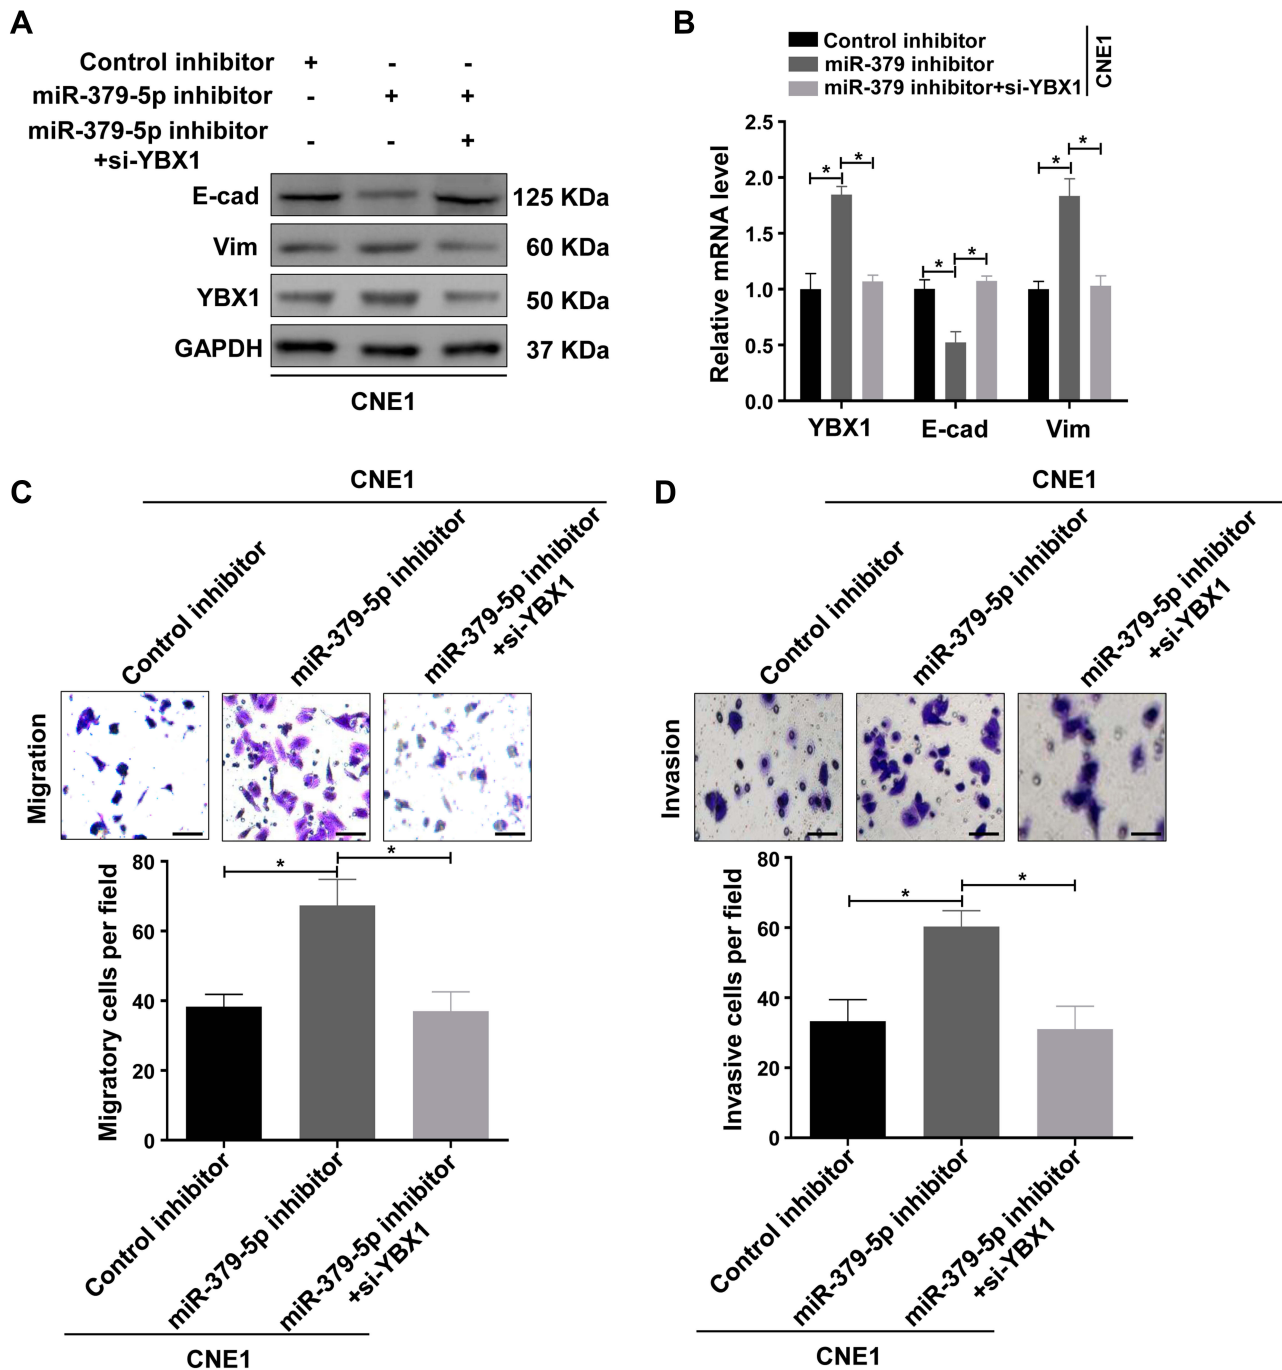 A
Control inhibitor + - -
miR-379-5p inhibitor - + +
miR-379-5p inhibitor
+si-YBX1 - - +
E-cad 125 KDa
Vim 60 KDa
YBX1 50 KDa
GAPDH 37 KDa
CNE1
B
Control inhibitor
miR-379 inhibitor
miR-379 inhibitor+si-YBX1
CNE1
Relative mRNA level
2.5
2.0
1.5
1.0
0.5
0.0
* * * * * *
YBX1 E-cad Vim
C
CNE1
Control inhibitor
miR-379-5p inhibitor
miR-379-5p inhibitor
+si-YBX1
Migration
Migratory cells per field
80
60
40
20
0
* *
Control inhibitor
miR-379-5p inhibitor
miR-379-5p inhibitor
+si-YBX1
CNE1
D
CNE1
Control inhibitor
miR-379-5p inhibitor
miR-379-5p inhibitor
+si-YBX1
Invasion
Invasive cells per field
80
60
40
20
0
* *
Control inhibitor
miR-379-5p inhibitor
miR-379-5p inhibitor
+si-YBX1
CNE1